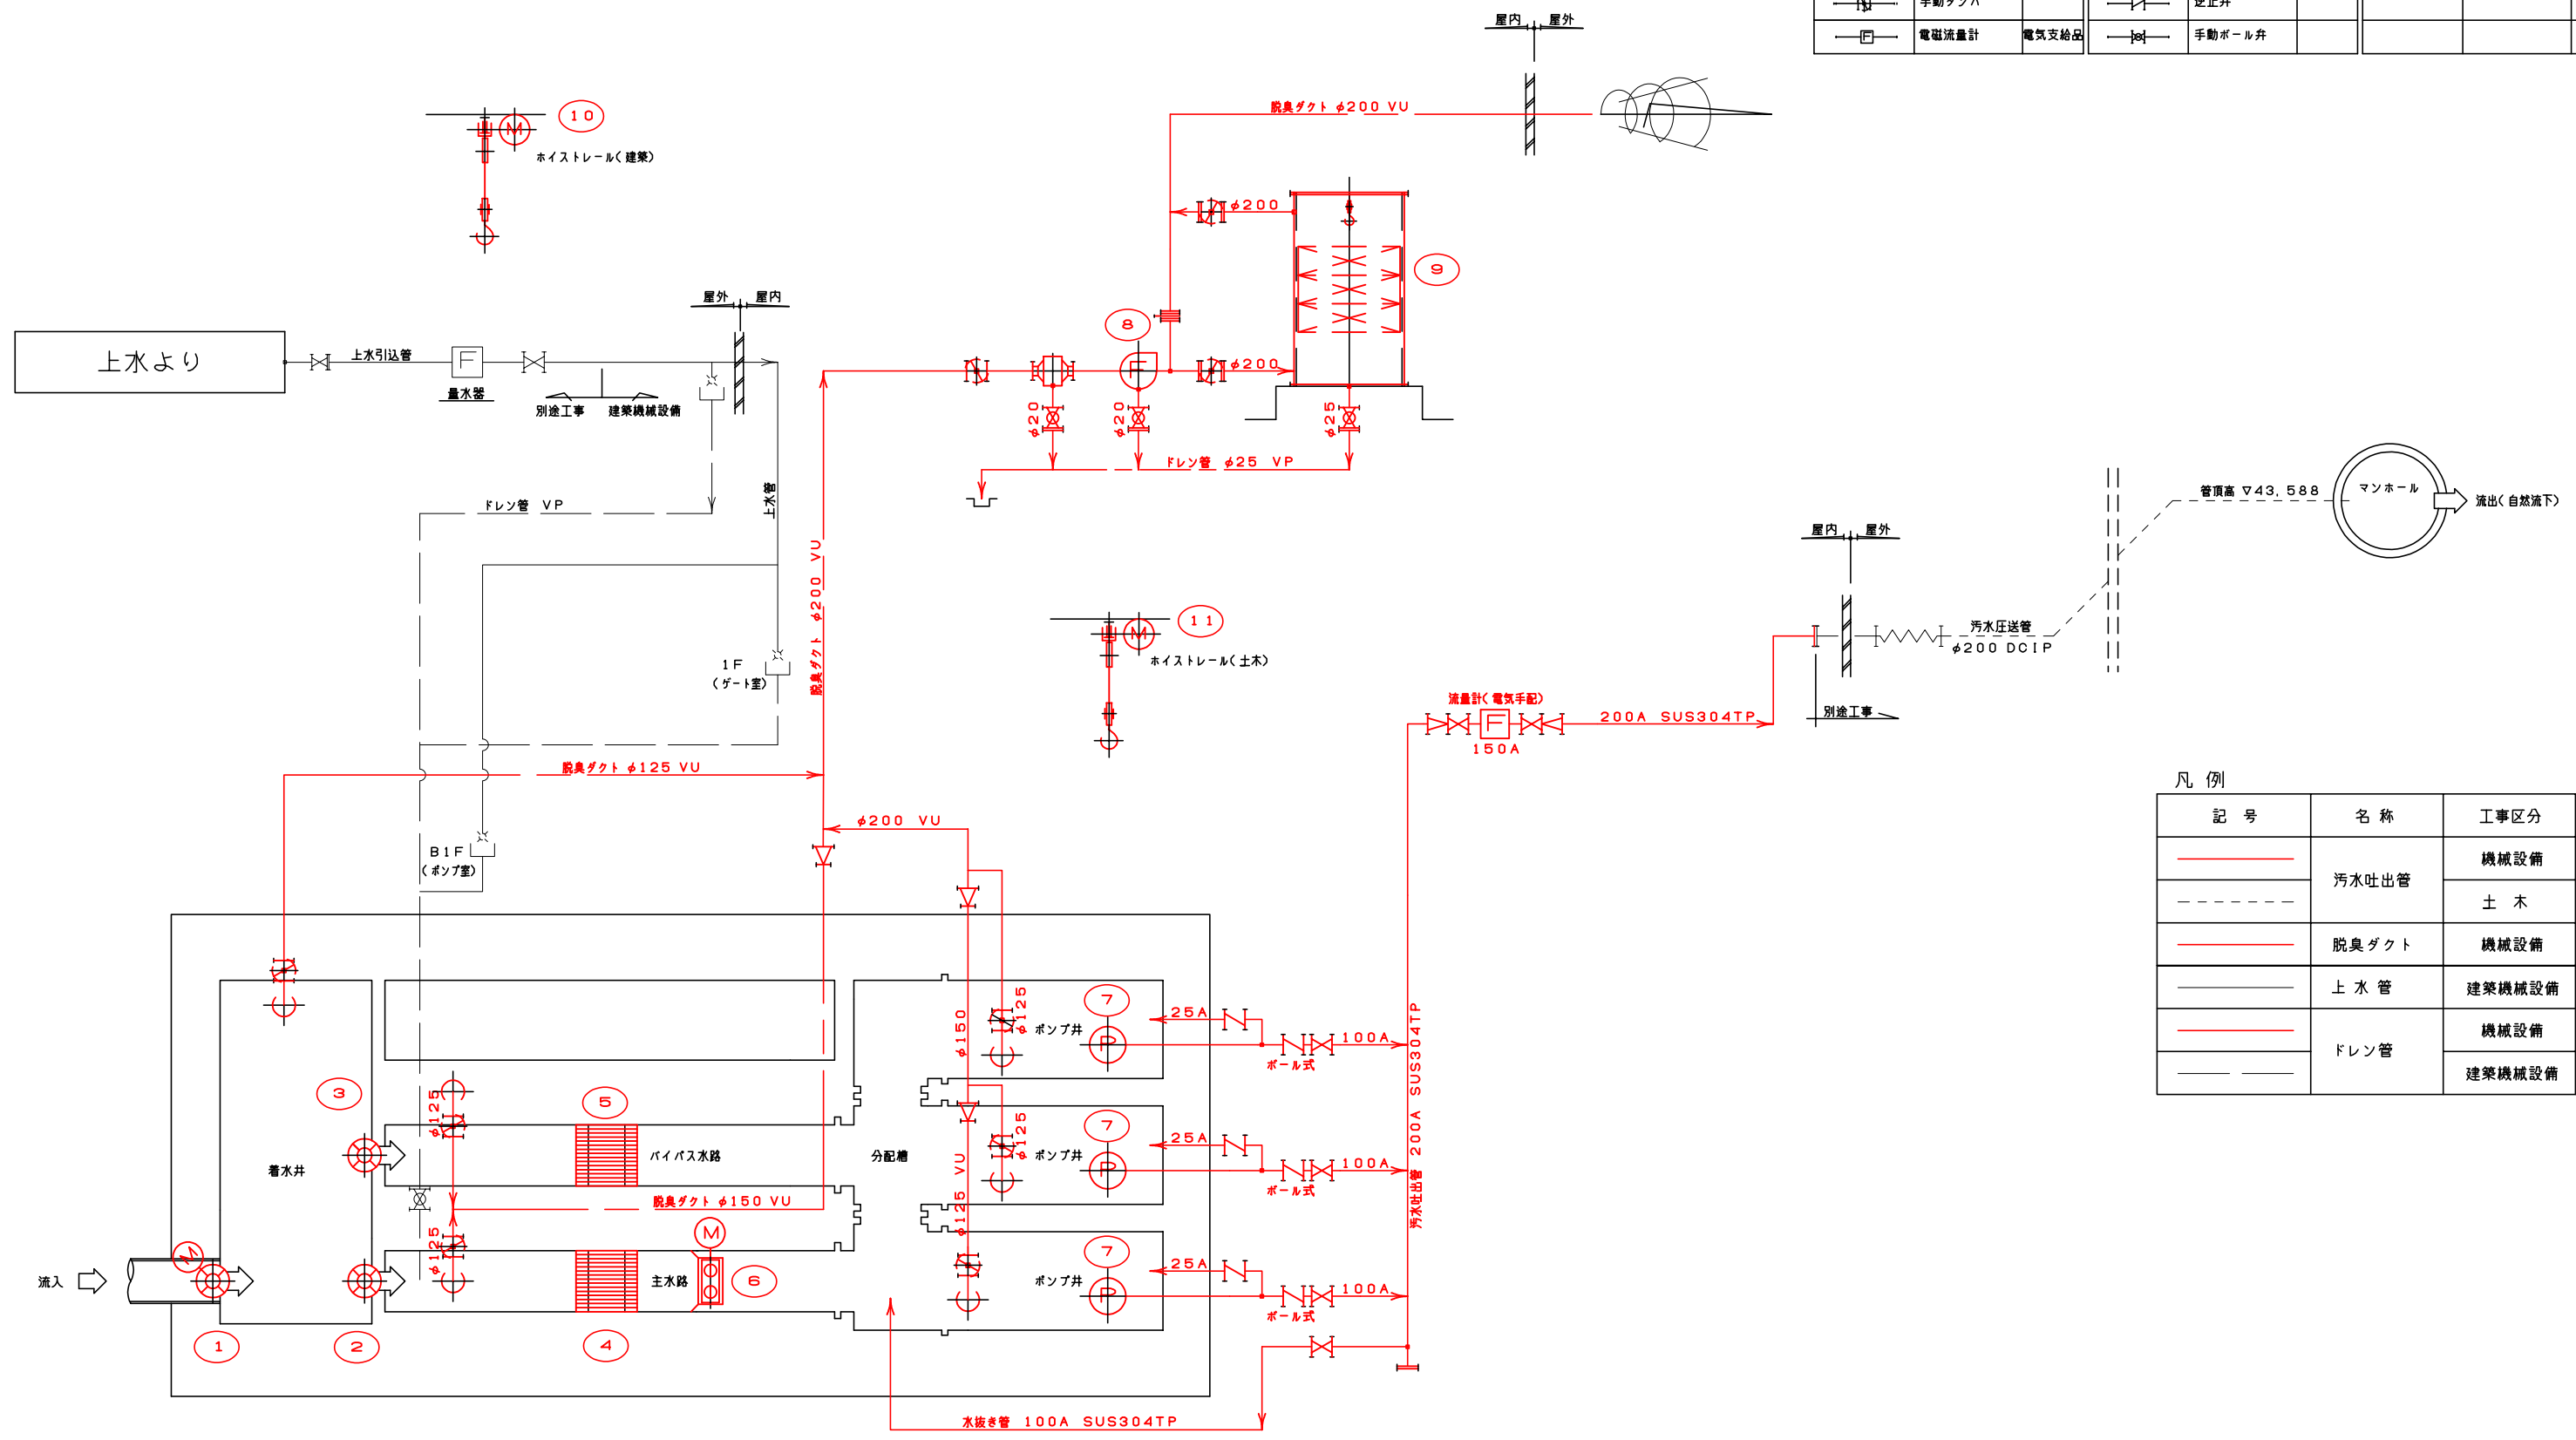 手動ダンパ
逆止弁
電磁流量計
電気支給品
手動ボール弁
屋内
屋外
10
ホイストレール(建築)
脱臭ダクト φ200 VU
φ200
9
8
φ200
φ20
φ20
φ25
ドレン管 φ25 VP
屋外
屋内
上水より
上水引込管
F
量水器
別途工事
建築機械設備
M
F
ドレン管 VP
上水管
脱臭ダクト φ200 VU
1F
(ゲート室)
脱臭ダクト φ125 VU
B1F
(ポンプ室)
φ200 VU
M
11
ホイストレール(土木)
管頂高 ▽43,588
マンホール
流出(自然流下)
屋内
屋外
汚水圧送管
φ200 DCIP
別途工事
流量計(電気手配)
F
150A
200A SUS304TP
凡例
記号
名称
工事区分
汚水吐出管
機械設備
土木
脱臭ダクト
機械設備
上水管
建築機械設備
ドレン管
機械設備
建築機械設備
着水井
3
φ125
5
バイパス水路
分配槽
脱臭ダクト φ150 VU
φ125
M
主水路
6
4
流入
M
1
2
φ150
φ125
7
ポンプ井
P
25A
100A
ボール式
φ125 VU
φ125
7
ポンプ井
P
25A
100A
ボール式
7
ポンプ井
P
25A
100A
ボール式
汚水吐出管 200A SUS304TP
水抜き管 100A SUS304TP